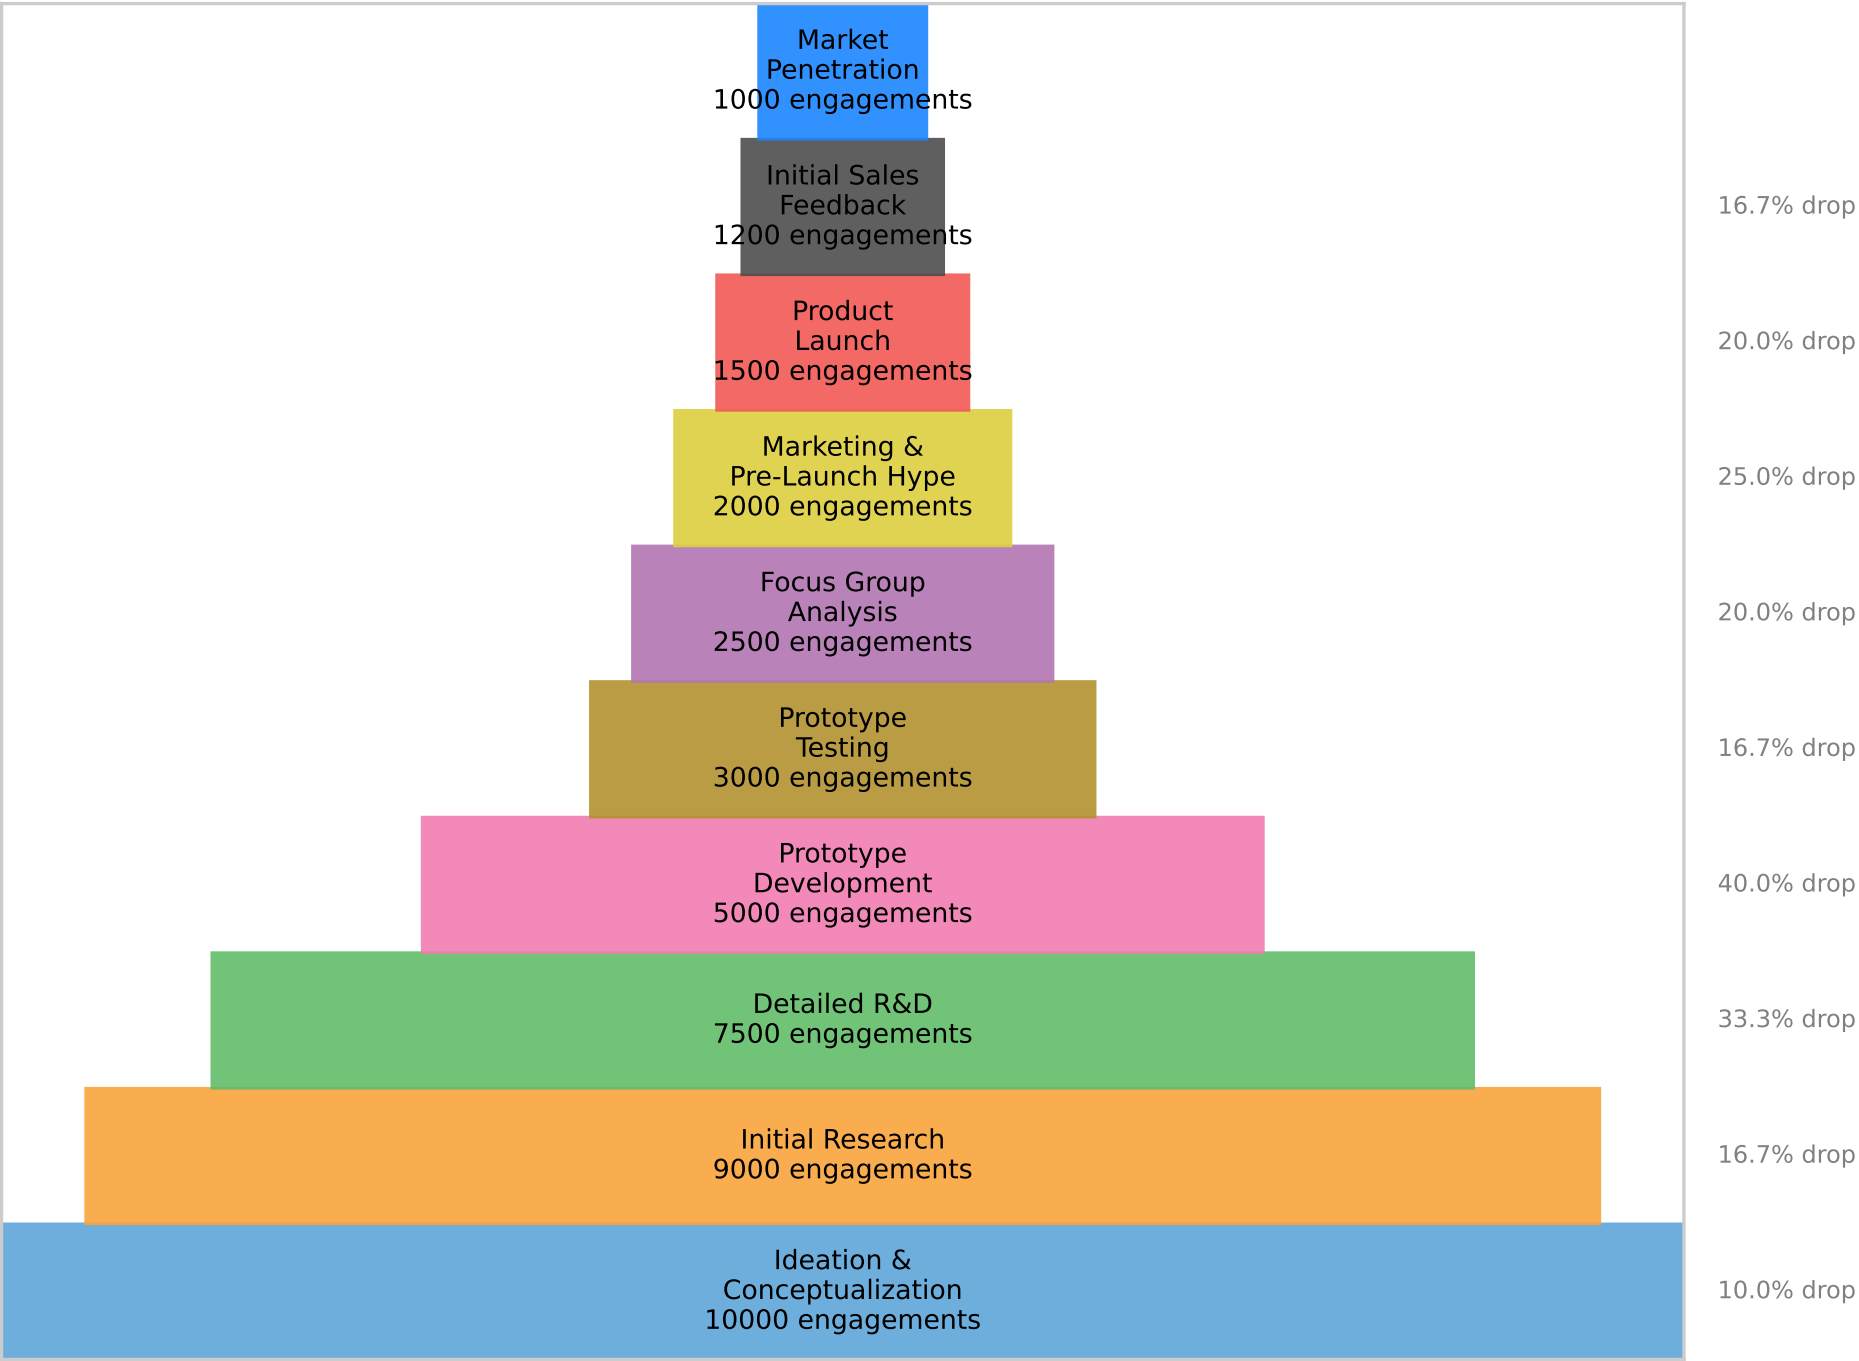 Market
Penetration
1000 engagements
Initial Sales
Feedback
1200 engagements
16.7% drop
Product
Launch
1500 engagements
20.0% drop
Marketing &
Pre-Launch Hype
2000 engagements
25.0% drop
Focus Group
Analysis
2500 engagements
20.0% drop
Prototype
Testing
3000 engagements
16.7% drop
Prototype
Development
5000 engagements
40.0% drop
Detailed R&D
7500 engagements
33.3% drop
Initial Research
9000 engagements
16.7% drop
Ideation &
Conceptualization
10000 engagements
10.0% drop